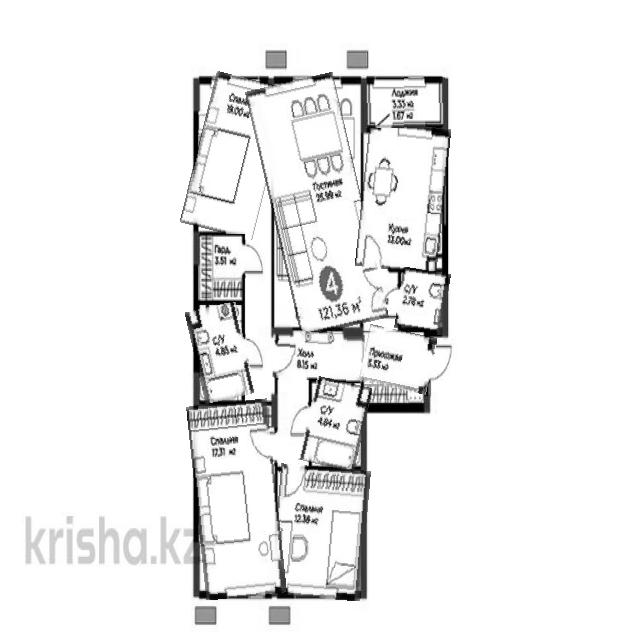 Спальня
19.00 м2
Лоджия
3.33 м2
1.67 м2
Гостиная
25.99 м2
Кухня
13.00 м2
Гард.
3.51 м2
4
121,36 м²
С/У
2.78 м2
С/У
4.85 м2
Холл
8.15 м2
Прихожая
5.33 м2
С/У
4.84 м2
Спальня
17.31 м2
Спальня
12.38 м2
krisha.kz